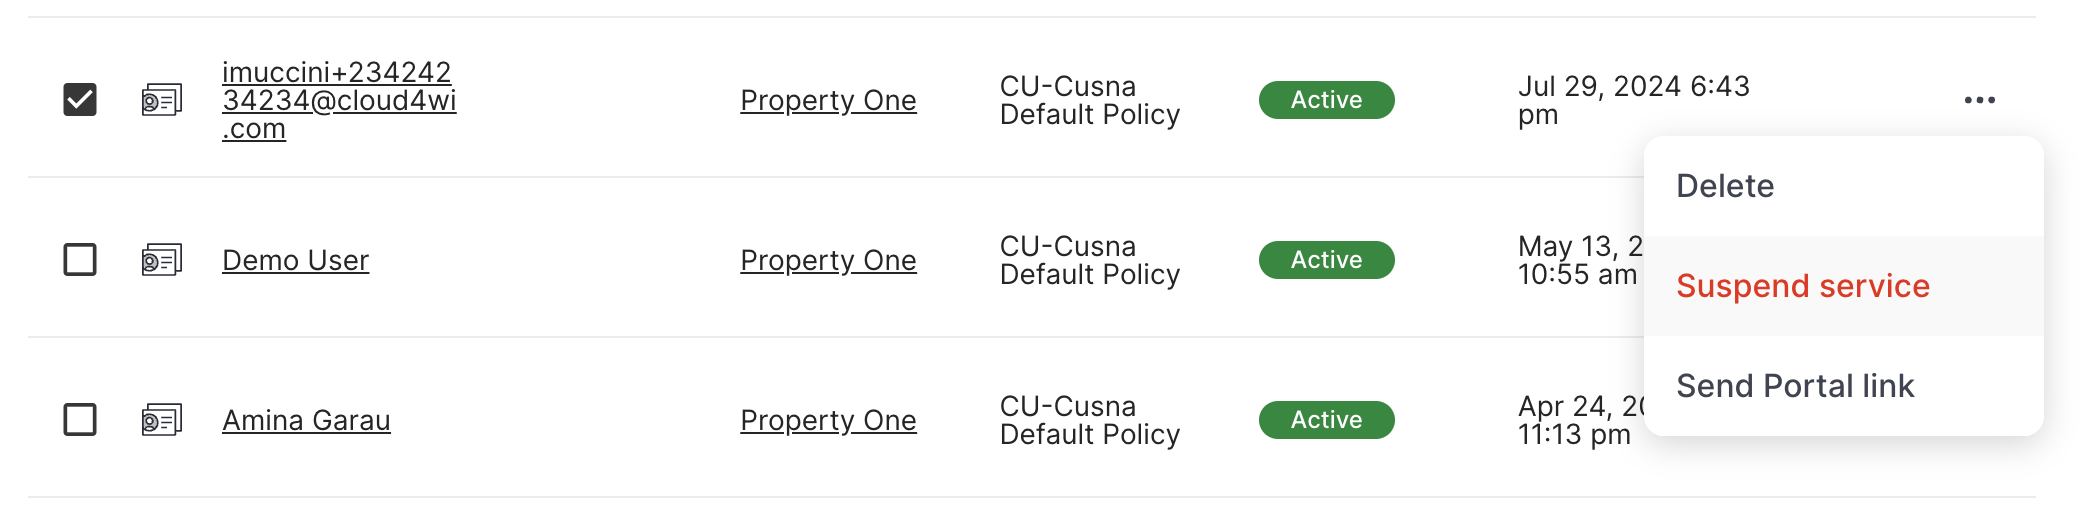 imuccini+234242
34234@cloud4wi
.com
Property One
CU-Cusna
Default Policy
Active
Jul 29, 2024 6:43
pm
Delete
Suspend service
Send Portal link
Demo User
Property One
CU-Cusna
Default Policy
Active
May 13, 2
10:55 am
Amina Garau
Property One
CU-Cusna
Default Policy
Active
Apr 24, 20
11:13 pm